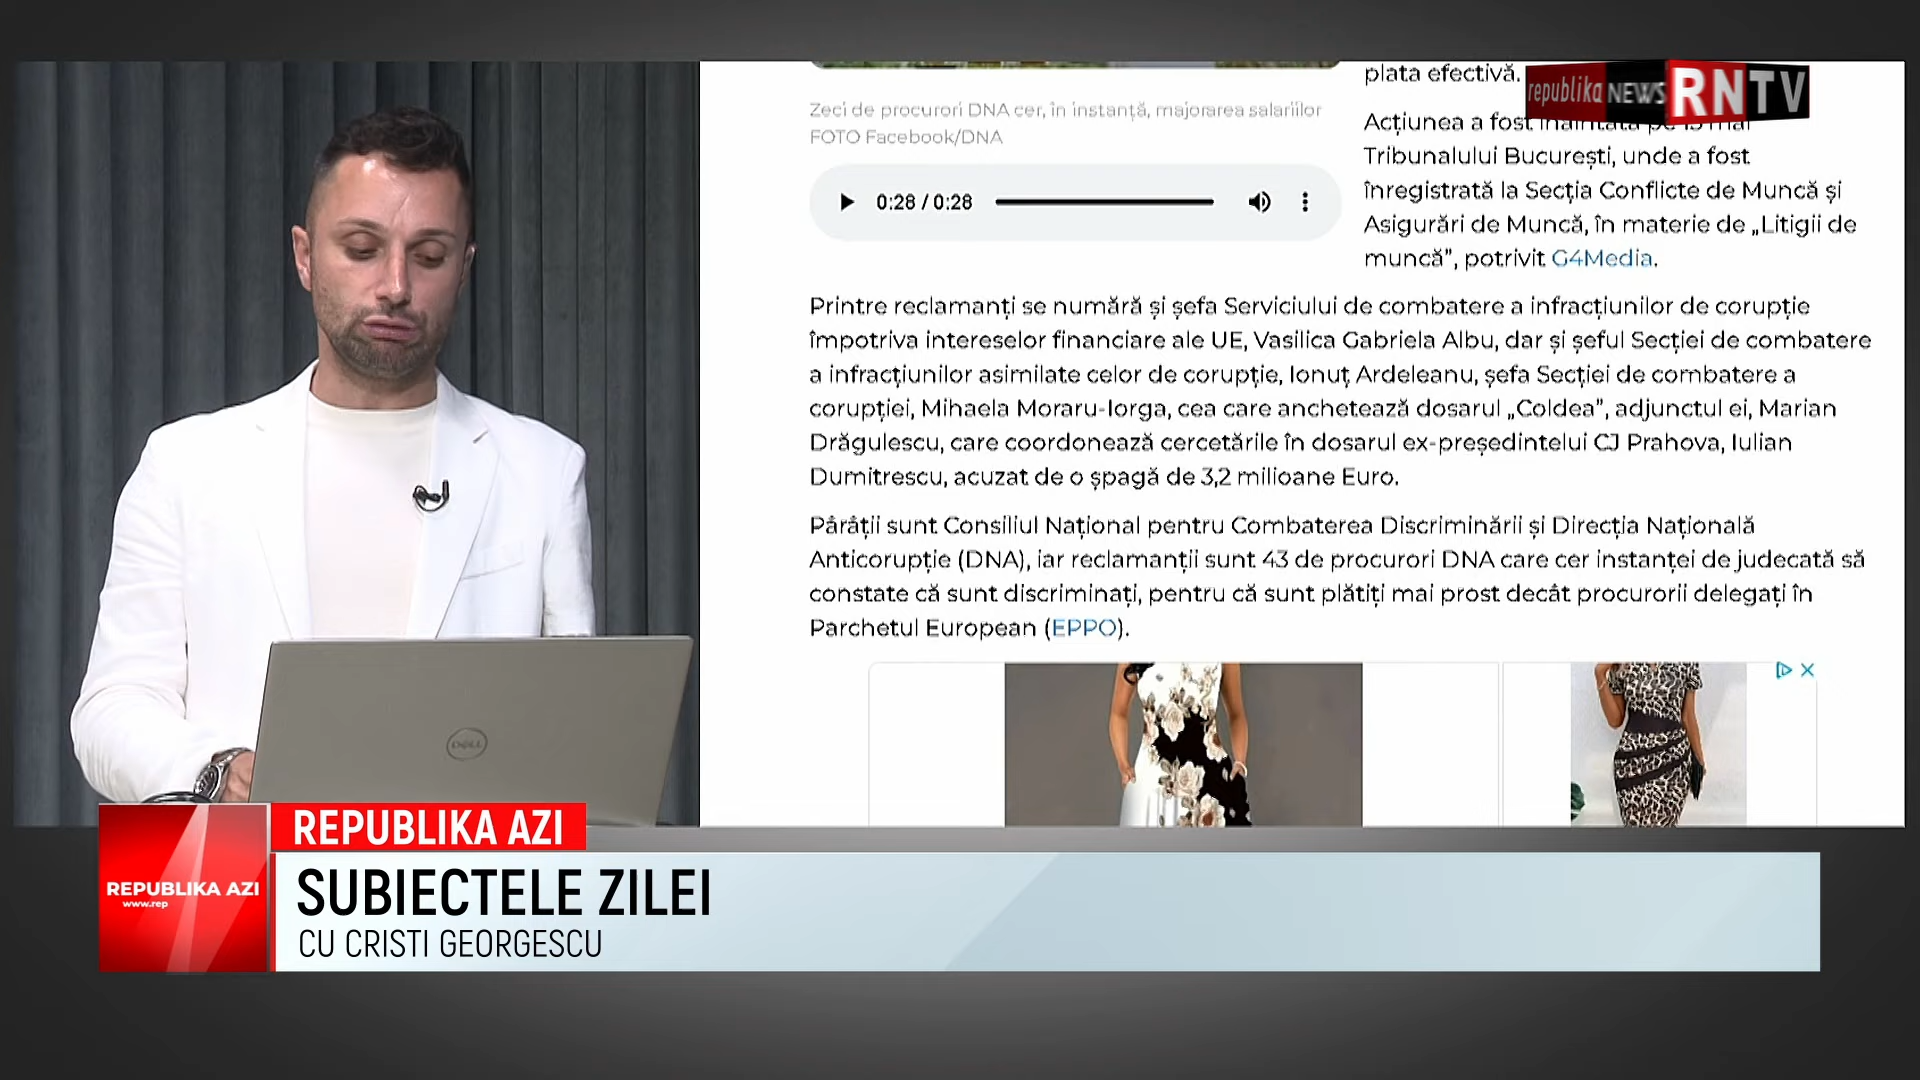 plata efectivă.
republika NEWS RNTV
Zeci de procurori DNA cer, în instanță, majorarea salariilor
FOTO Facebook/DNA
0:28 / 0:28
Acțiunea a fost înaintată pe 15 mai
Tribunalului București, unde a fost
înregistrată la Secția Conflicte de Muncă și
Asigurări de Muncă, în materie de „Litigii de
muncă”, potrivit G4Media.
Printre reclamanți se numără și șefa Serviciului de combatere a infracțiunilor de corupție
împotriva intereselor financiare ale UE, Vasilica Gabriela Albu, dar și șeful Secției de combatere
a infracțiunilor asimilate celor de corupție, Ionuț Ardeleanu, șefa Secției de combatere a
corupției, Mihaela Moraru-Iorga, cea care anchetează dosarul „Coldea”, adjunctul ei, Marian
Drăgulescu, care coordonează cercetările în dosarul ex-președintelui CJ Prahova, Iulian
Dumitrescu, acuzat de o șpagă de 3,2 milioane Euro.
Pârâții sunt Consiliul Național pentru Combaterea Discriminării și Direcția Națională
Anticorupție (DNA), iar reclamanții sunt 43 de procurori DNA care cer instanței de judecată să
constate că sunt discriminați, pentru că sunt plătiți mai prost decât procurorii delegați în
Parchetul European (EPPO).
DELL
REPUBLIKA AZI
REPUBLIKA AZI
www.rep
SUBIECTELE ZILEI
CU CRISTI GEORGESCU